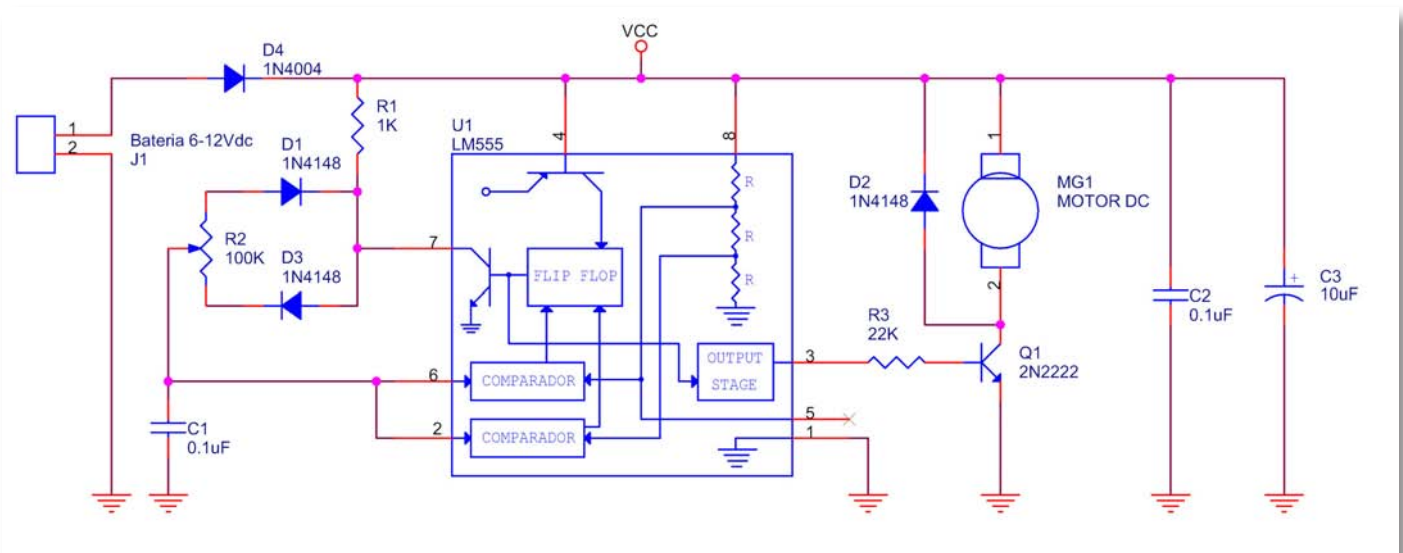 VCC
D4
1N4004
1
2
Bateria 6-12Vdc
J1
R1
1K
D1
1N4148
R2
100K
D3
1N4148
U1
LM555
4
8
R
R
R
7
FLIP FLOP
6
COMPARADOR
2
COMPARADOR
OUTPUT
STAGE
3
5
1
C1
0.1uF
D2
1N4148
1
MG1
MOTOR DC
2
R3
22K
Q1
2N2222
C2
0.1uF
+
C3
10uF